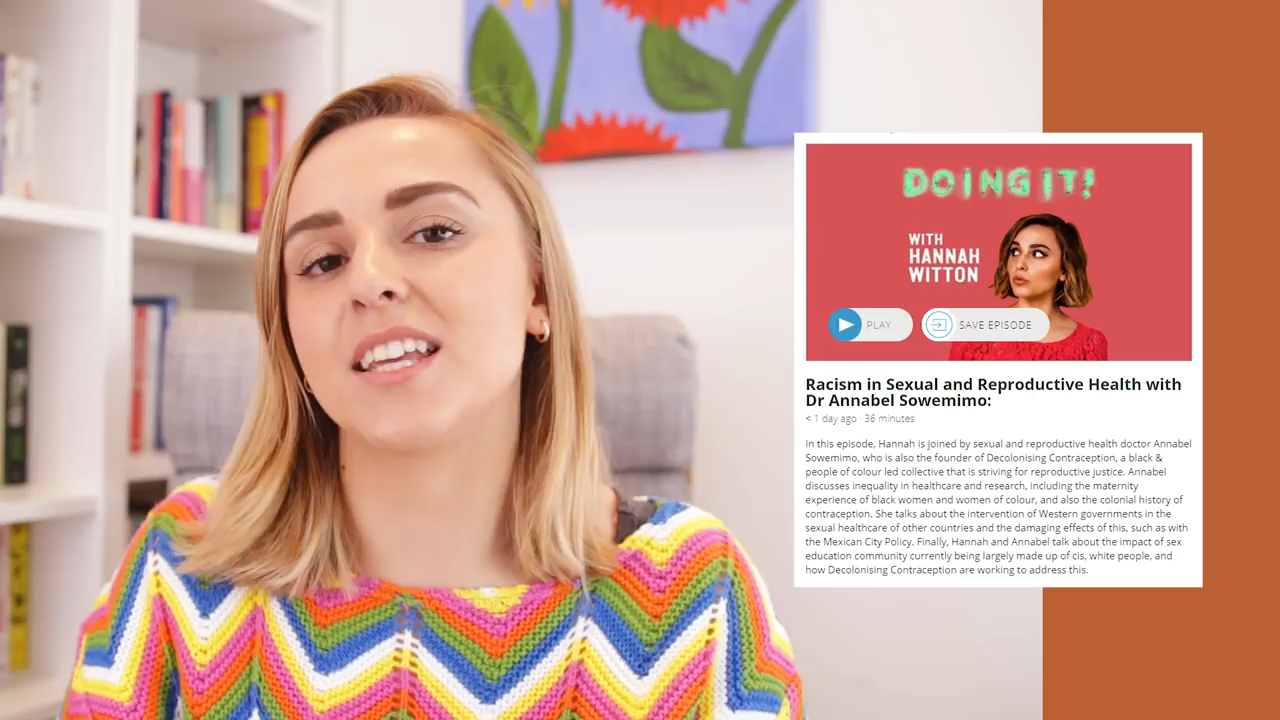 DOING IT!
WITH
HANNAH
WITTON
PLAY
SAVE EPISODE
Racism in Sexual and Reproductive Health with
Dr Annabel Sowemimo:
< 1 day ago · 36 minutes
In this episode, Hannah is joined by sexual and reproductive health doctor Annabel
Sowemimo, who is also the founder of Decolonising Contraception, a black &
people of colour led collective that is striving for reproductive justice. Annabel
discusses inequality in healthcare and research, including the maternity
experience of black women and women of colour, and also the colonial history of
contraception. She talks about the intervention of Western governments in the
sexual healthcare of other countries and the damaging effects of this, such as with
the Mexican City Policy. Finally, Hannah and Annabel talk about the impact of sex
education community currently being largely made up of cis, white people, and
how Decolonising Contraception are working to address this.